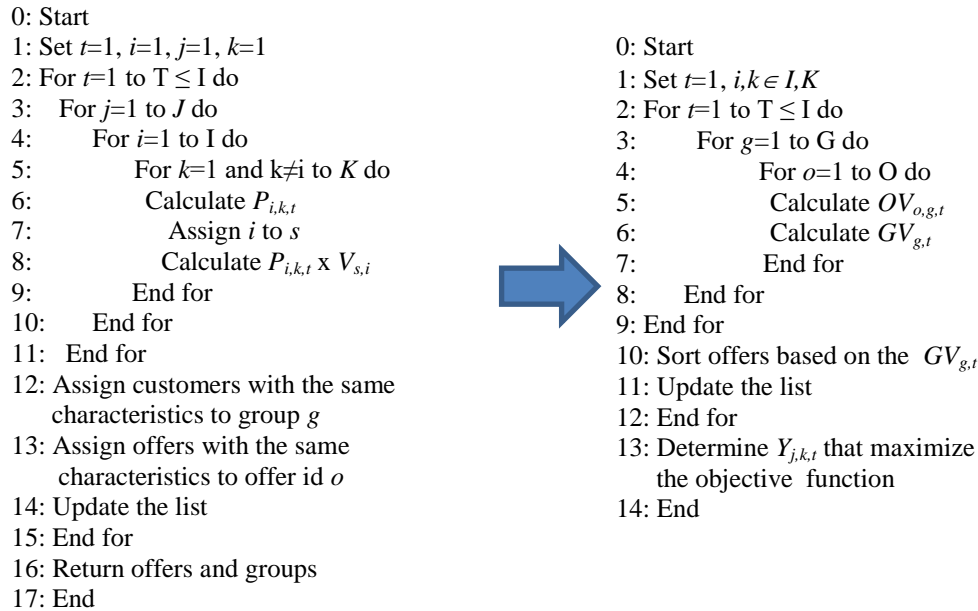 0: Start
1: Set t=1, i=1, j=1, k=1
2: For t=1 to T ≤ I do
3: For j=1 to J do
4: For i=1 to I do
5: For k=1 and k≠i to K do
6: Calculate P_{i,k,t}
7: Assign i to s
8: Calculate P_{i,k,t} x V_{s,i}
9: End for
10: End for
11: End for
12: Assign customers with the same
characteristics to group g
13: Assign offers with the same
characteristics to offer id o
14: Update the list
15: End for
16: Return offers and groups
17: End
0: Start
1: Set t=1, i,k ∈ I,K
2: For t=1 to T ≤ I do
3: For g=1 to G do
4: For o=1 to O do
5: Calculate OV_{o,g,t}
6: Calculate GV_{g,t}
7: End for
8: End for
9: End for
10: Sort offers based on the GV_{g,t}
11: Update the list
12: End for
13: Determine Y_{j,k,t} that maximize
the objective function
14: End